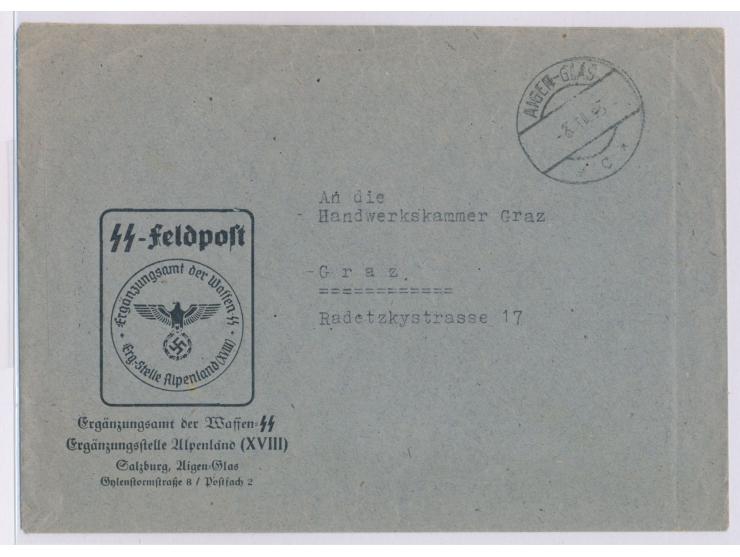 AIGEN-GLAS
c
An die
Handwerkskammer Graz
- G r a z.
============
Radetzkystrasse 17
SS-Feldpost
Ergänzungsamt der Waffen-SS
Erg.-Stelle Alpenland (XVIII)
Ergänzungsamt der Waffen-SS
Ergänzungsstelle Alpenland (XVIII)
Salzburg, Aigen-Glas
Gylenstormstraße 8 / Postfach 2